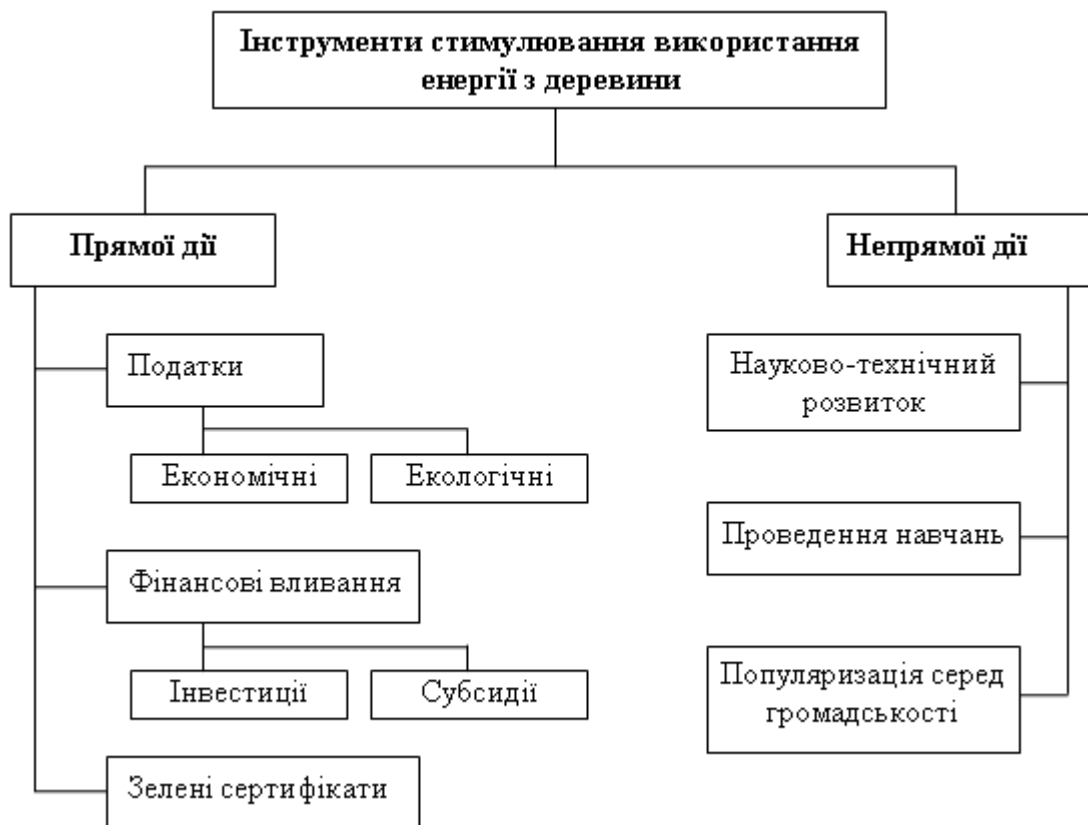 Інструменти стимулювання використання
енергії з деревини
Прямої дії
Непрямої дії
Податки
Економічні
Екологічні
Фінансові вливання
Інвестиції
Субсидії
Зелені сертифікати
Науково-технічний
розвиток
Проведення навчань
Популяризація серед
громадськості